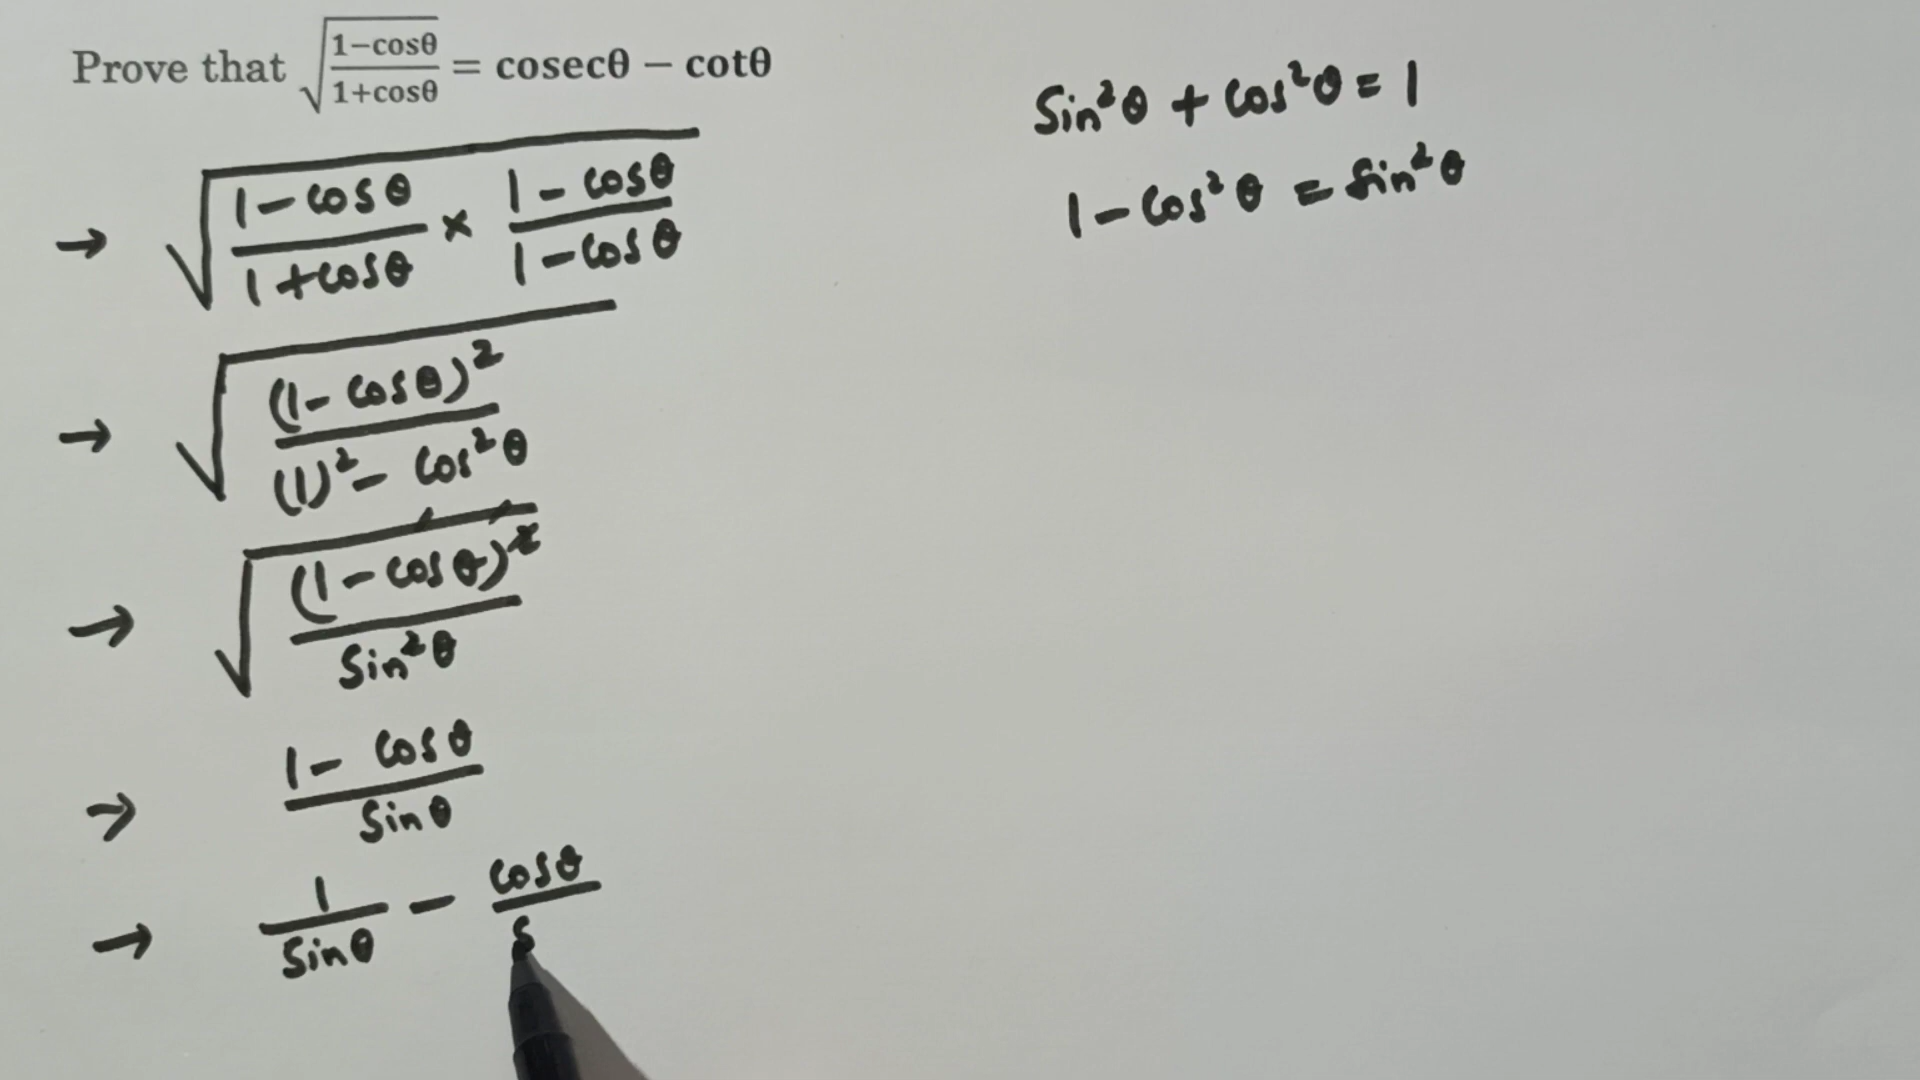 Prove that √((1−cosθ)/(1+cosθ)) = cosecθ − cotθ
Sin²θ + cos²θ = 1
1 − cos²θ = sin²θ
→ √((1 − cosθ)/(1 + cosθ) × (1 − cosθ)/(1 − cosθ))
→ √((1 − cosθ)²/((1)² − cos²θ))
→ √((1 − cosθ)²/Sin²θ)
→ (1 − cosθ)/Sinθ
→ 1/Sinθ − cosθ/S